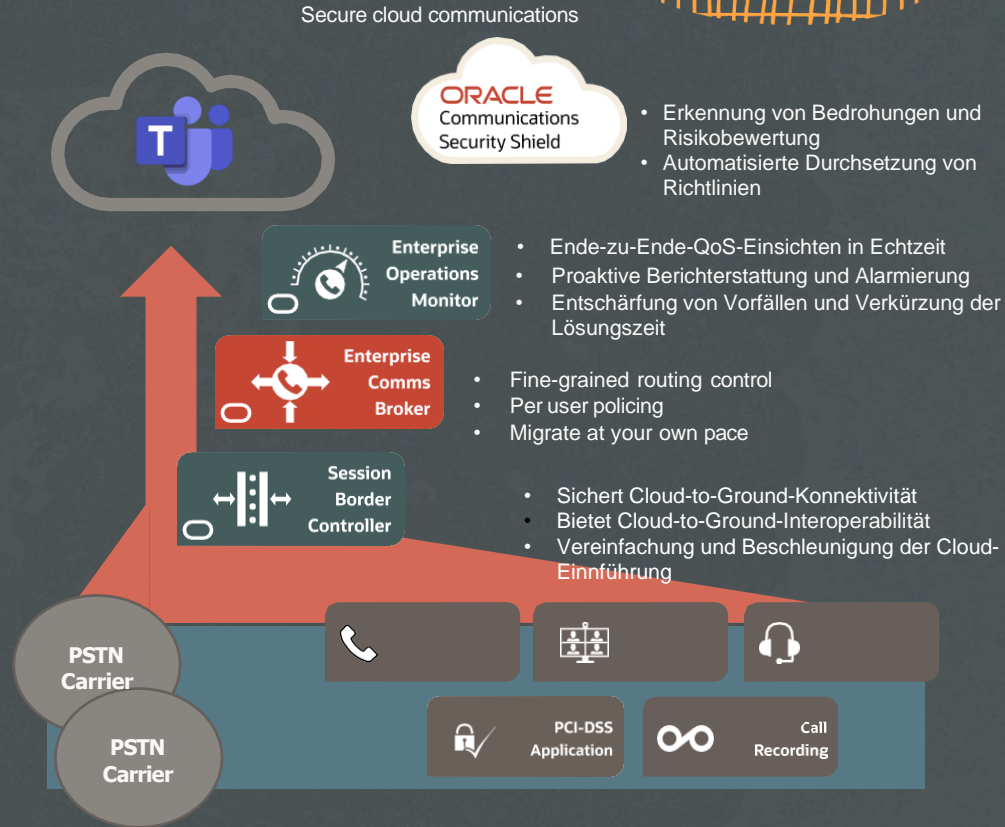 Secure cloud communications
T
ORACLE
Communications
Security Shield
• Erkennung von Bedrohungen und
Risikobewertung
• Automatisierte Durchsetzung von
Richtlinien
Enterprise
Operations
Monitor
• Ende-zu-Ende-QoS-Einsichten in Echtzeit
• Proaktive Berichterstattung und Alarmierung
• Entschärfung von Vorfällen und Verkürzung der
Lösungszeit
Enterprise
Comms
Broker
• Fine-grained routing control
• Per user policing
• Migrate at your own pace
Session
Border
Controller
• Sichert Cloud-to-Ground-Konnektivität
• Bietet Cloud-to-Ground-Interoperabilität
• Vereinfachung und Beschleunigung der Cloud-
Einnführung
PSTN
Carrier
PSTN
Carrier
PCI-DSS
Application
Call
Recording